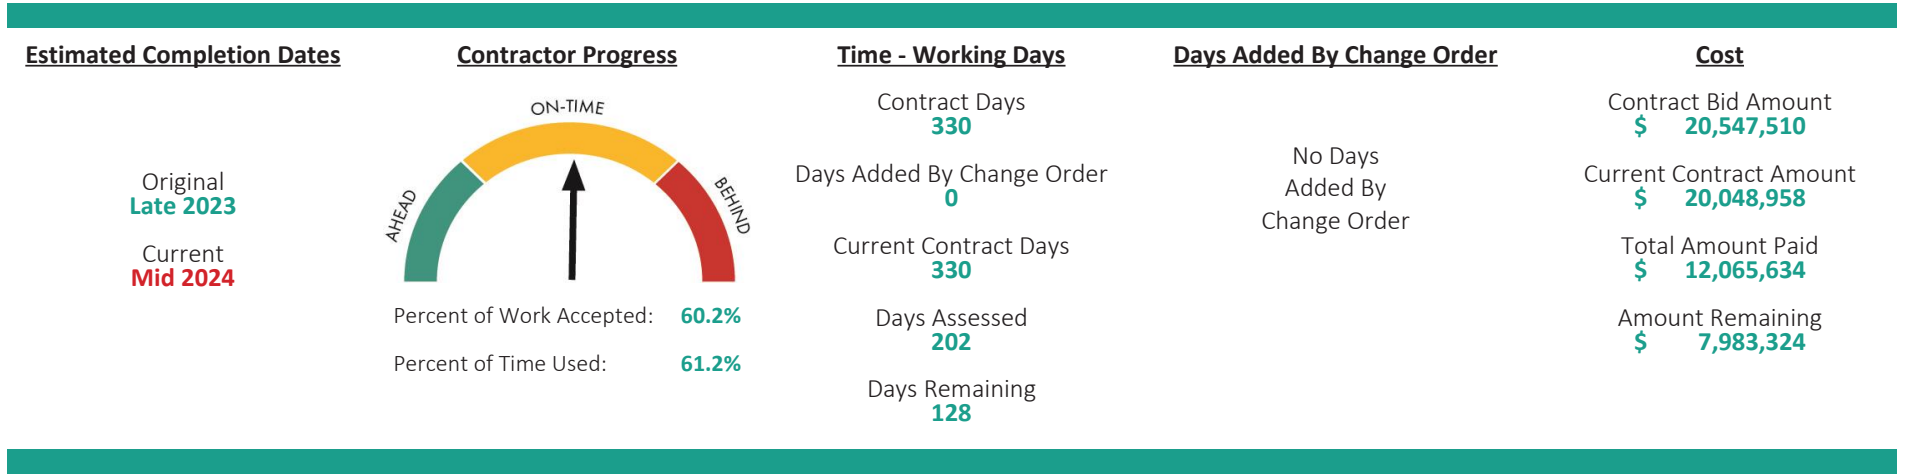 Estimated Completion Dates
Original
Late 2023
Current
Mid 2024
Contractor Progress
ON-TIME
AHEAD
BEHIND
Percent of Work Accepted: 60.2%
Percent of Time Used: 61.2%
Time - Working Days
Contract Days
330
Days Added By Change Order
0
Current Contract Days
330
Days Assessed
202
Days Remaining
128
Days Added By Change Order
No Days
Added By
Change Order
Cost
Contract Bid Amount
$ 20,547,510
Current Contract Amount
$ 20,048,958
Total Amount Paid
$ 12,065,634
Amount Remaining
$ 7,983,324